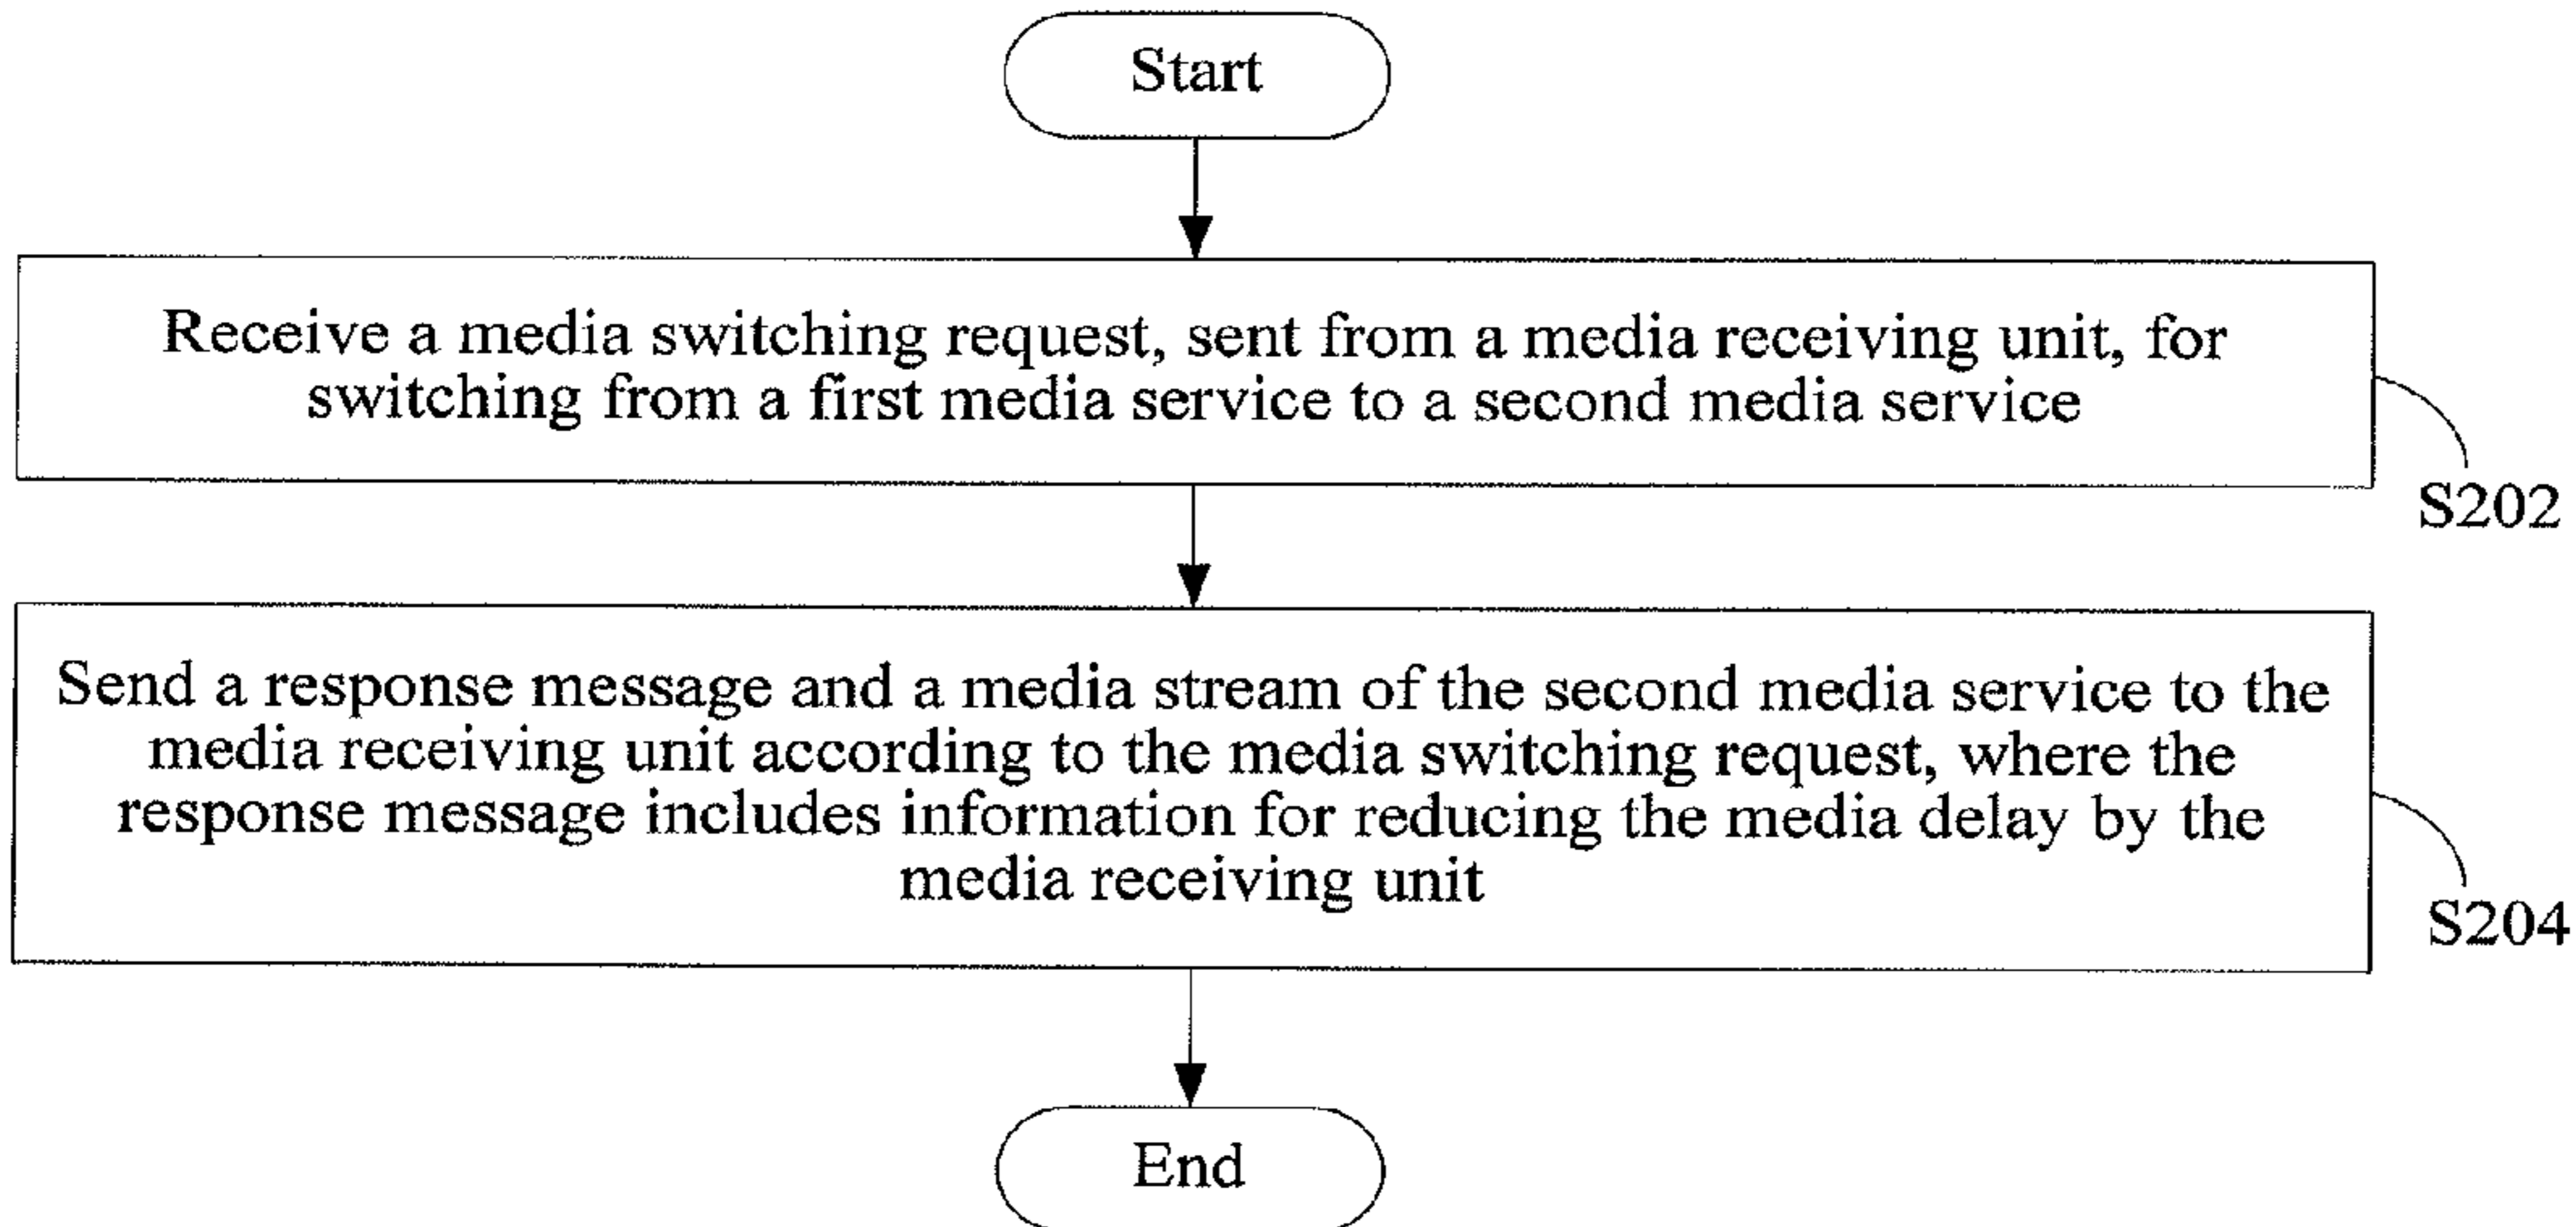 Start
Receive a media switching request, sent from a media receiving unit, for
switching from a first media service to a second media service
S202
Send a response message and a media stream of the second media service to the
media receiving unit according to the media switching request, where the
response message includes information for reducing the media delay by the
media receiving unit
S204
End